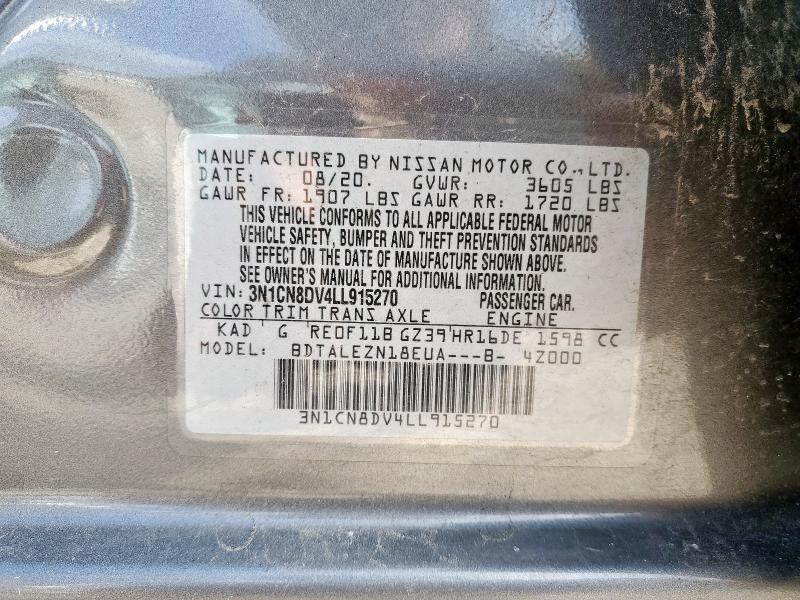 MANUFACTURED BY NISSAN MOTOR CO., LTD.
DATE: 08/20. GVWR: 3605 LBS
GAWR FR: 1907 LBS GAWR RR: 1720 LBS
THIS VEHICLE CONFORMS TO ALL APPLICABLE FEDERAL MOTOR
VEHICLE SAFETY, BUMPER AND THEFT PREVENTION STANDARDS
IN EFFECT ON THE DATE OF MANUFACTURE SHOWN ABOVE.
SEE OWNER'S MANUAL FOR ADDITIONAL INFORMATION.
VIN: 3N1CN8DV4LL915270 PASSENGER CAR.
COLOR TRIM TRANS AXLE ENGINE
KAD G RE0F11B GZ39 HR16DE 1598 CC
MODEL: BDTALEZN18EUA---B- 4Z000
3N1CN8DV4LL915270